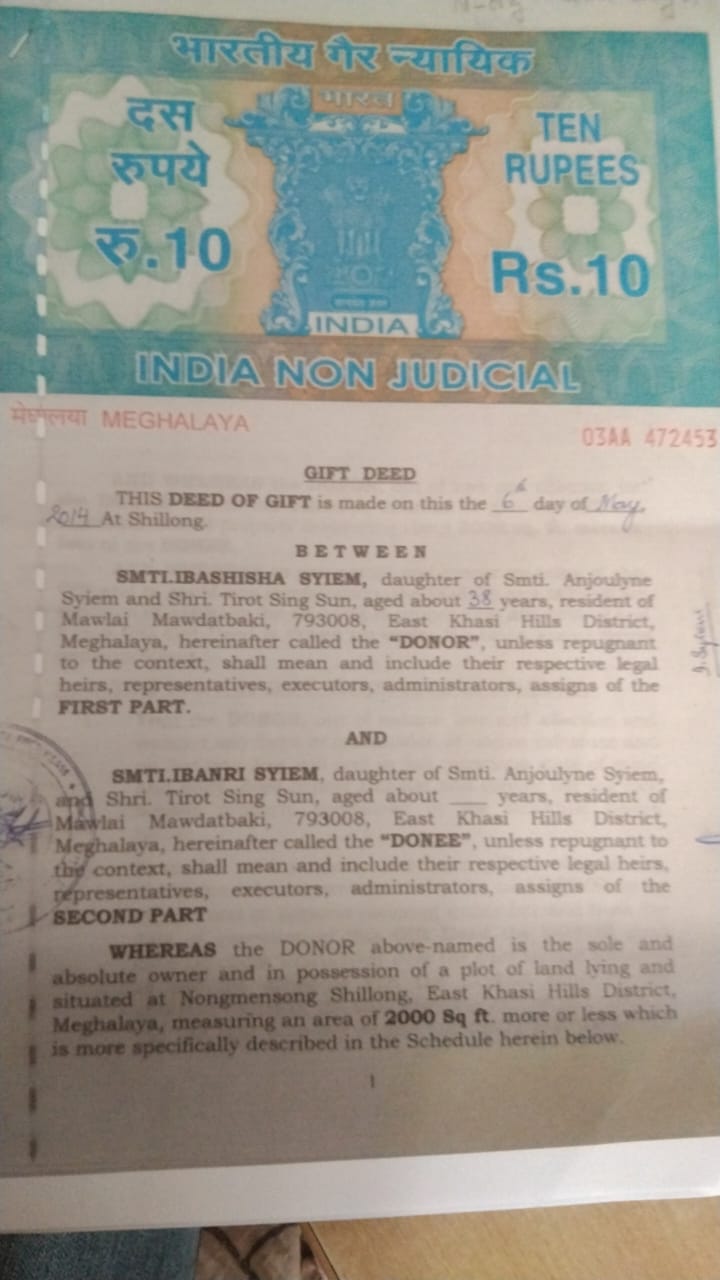 भारतीय गैर न्यायिक
भारत
दस
रुपये
रु.10
TEN
RUPEES
Rs.10
INDIA
INDIA NON JUDICIAL
मेघालया MEGHALAYA
03AA 472453
GIFT DEED
THIS DEED OF GIFT is made on this the 6th day of May,
2014 At Shillong.
BETWEEN
SMTI.IBASHISHA SYIEM, daughter of Smti. Anjoulyne
Syiem and Shri. Tirot Sing Sun, aged about 38 years, resident of
Mawlai Mawdatbaki, 793008, East Khasi Hills District,
Meghalaya, hereinafter called the “DONOR”, unless repugnant
to the context, shall mean and include their respective legal
heirs, representatives, executors, administrators, assigns of the
FIRST PART.
AND
SMTI.IBANRI SYIEM, daughter of Smti. Anjoulyne Syiem,
and Shri. Tirot Sing Sun, aged about ___ years, resident of
Mawlai Mawdatbaki, 793008, East Khasi Hills District,
Meghalaya, hereinafter called the “DONEE”, unless repugnant to
the context, shall mean and include their respective legal heirs,
representatives, executors, administrators, assigns of the
SECOND PART
WHEREAS the DONOR above-named is the sole and
absolute owner and in possession of a plot of land lying and
situated at Nongmensong Shillong, East Khasi Hills District,
Meghalaya, measuring an area of 2000 Sq ft. more or less which
is more specifically described in the Schedule herein below.
1
I. Syiem